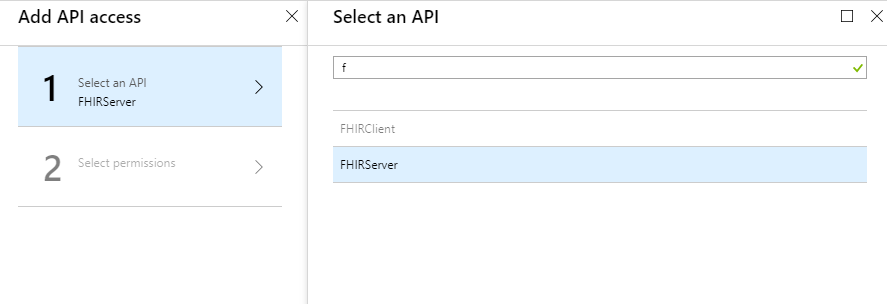 Add API access
1
Select an API
FHIRServer
2
Select permissions
Select an API
f
FHIRClient
FHIRServer